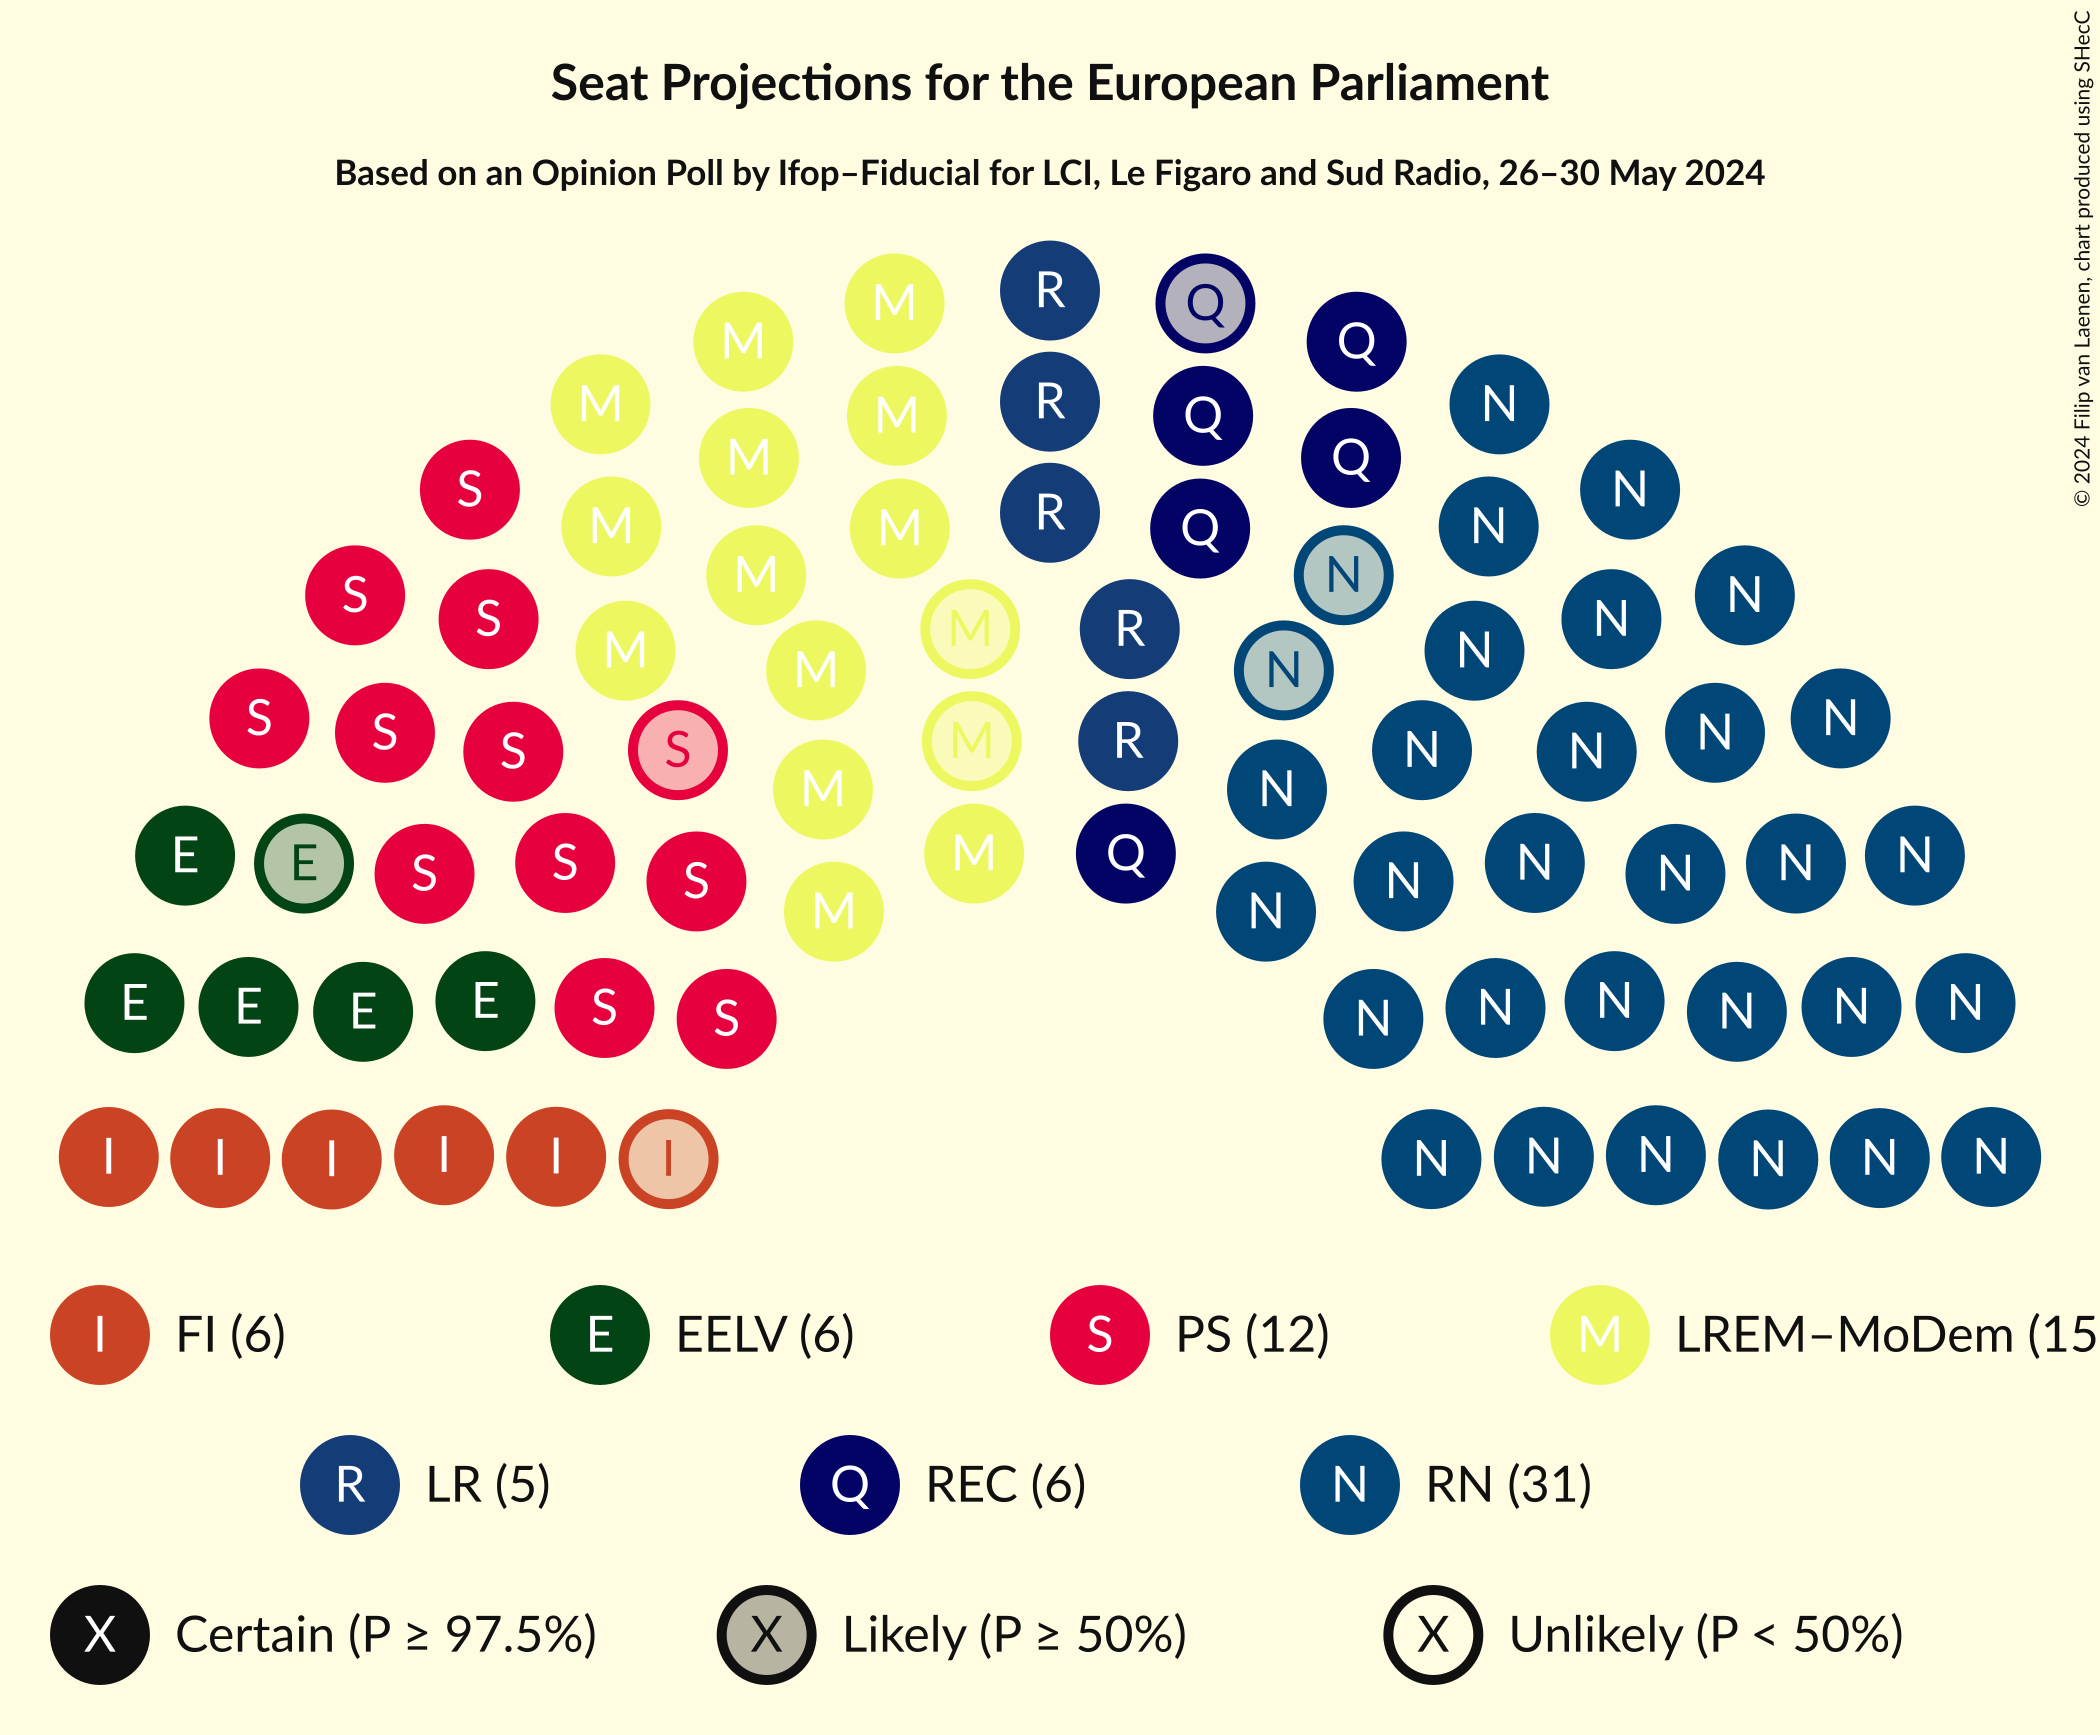 Seat Projections for the European Parliament
Based on an Opinion Poll by Ifop–Fiducial for LCI, Le Figaro and Sud Radio, 26–30 May 2024
© 2024 Filip van Laenen, chart produced using SHecC
R
M Q
M Q
M R N
M Q
M Q
S R N
M Q
M N
M N
S S M R N N
M N
M N
S S S S R N N N N
M N
E E S S S M Q N N N N N
M N
E E E E S S N N N N N N
I I I I I I N N N N N N
I FI (6) E EELV (6) S PS (12) M LREM–MoDem (15
R LR (5) Q REC (6) N RN (31)
X Certain (P ≥ 97.5%) X Likely (P ≥ 50%) X Unlikely (P < 50%)